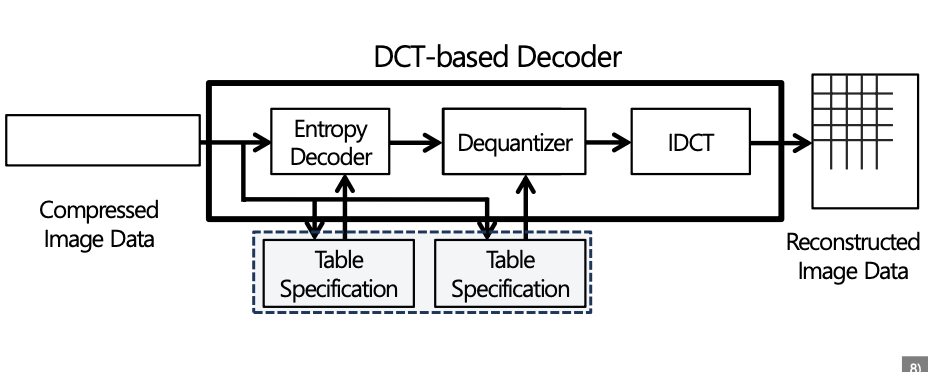 DCT-based Decoder
Entropy
Decoder
Dequantizer
IDCT
Compressed
Image Data
Table
Specification
Table
Specification
Reconstructed
Image Data
8)